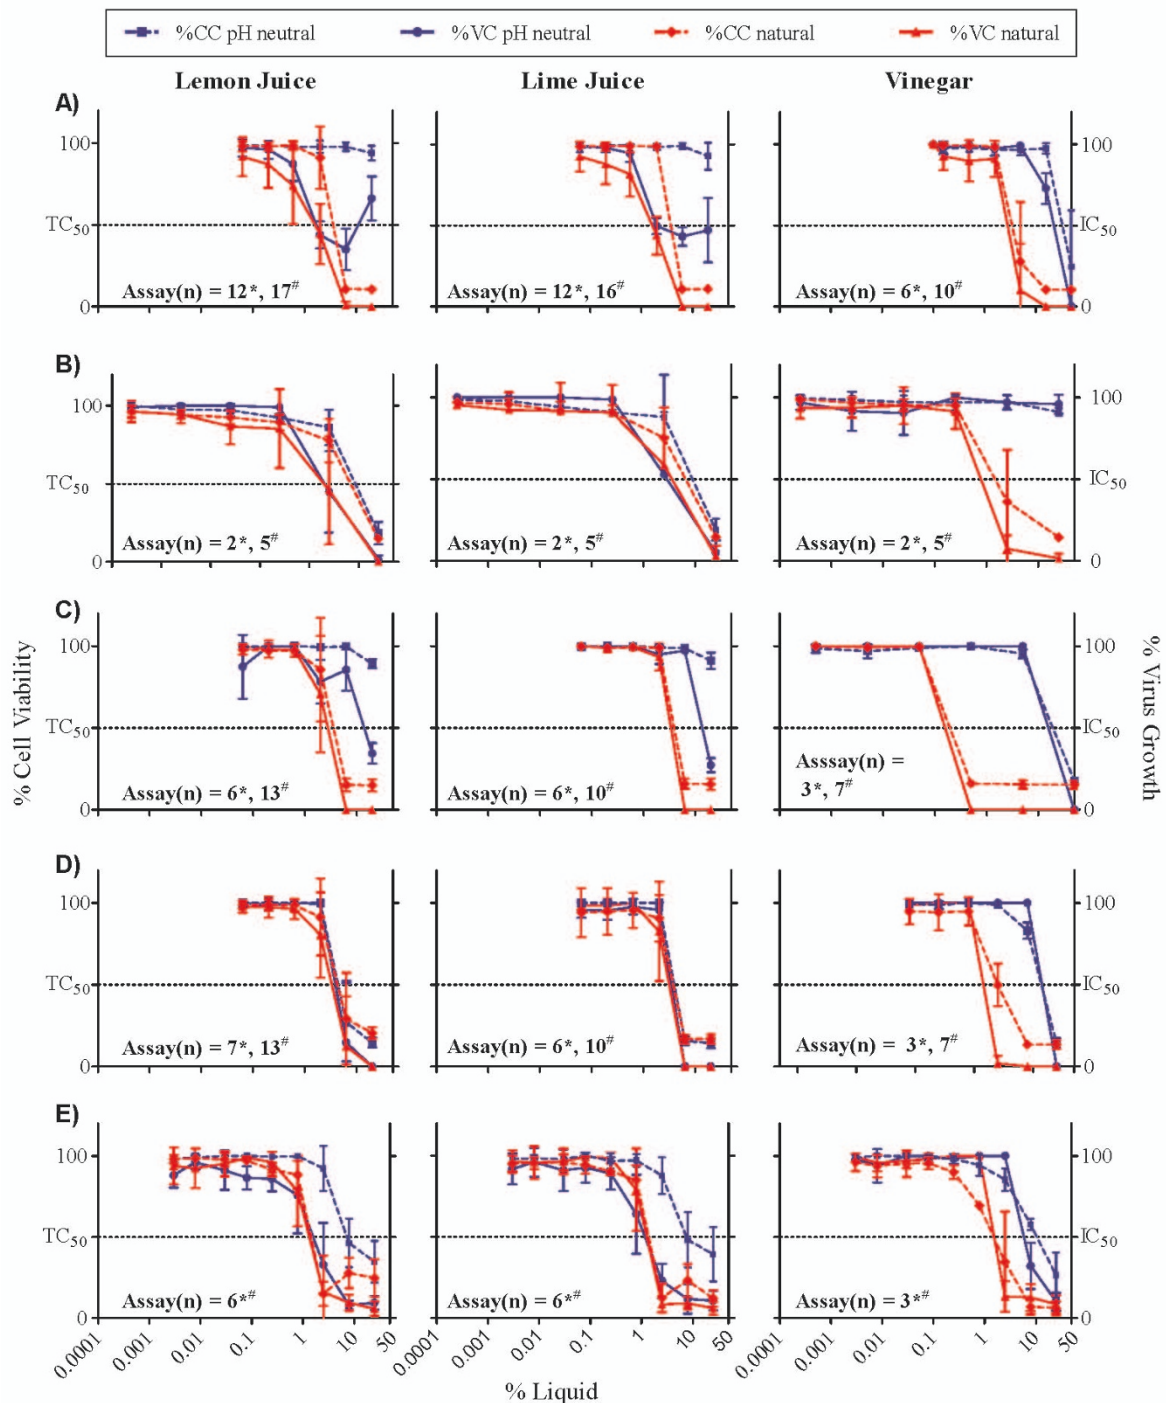 %CC pH neutral %VC pH neutral %CC natural %VC natural
Lemon Juice Lime Juice Vinegar
A)
100 100
TC50 IC50
Assay(n) = 12*, 17# Assay(n) = 12*, 16# Assay(n) = 6*, 10#
0 0
B)
100 100
TC50 IC50
Assay(n) = 2*, 5# Assay(n) = 2*, 5# Assay(n) = 2*, 5#
0 0
C)
100 100
% Cell Viability % Virus Growth
TC50 IC50
Asssay(n) =
Assay(n) = 6*, 13# Assay(n) = 6*, 10# 3*, 7#
0 0
D)
100 100
TC50 IC50
Assay(n) = 7*, 13# Assay(n) = 6*, 10# Assay(n) = 3*, 7#
0 0
E)
100 100
TC50 IC50
Assay(n) = 6*# Assay(n) = 6*# Assay(n) = 3*#
0 0
0.0001 0.001 0.01 0.1 1 10 50 0.0001 0.001 0.01 0.1 1 10 50 0.0001 0.001 0.01 0.1 1 10 50
% Liquid